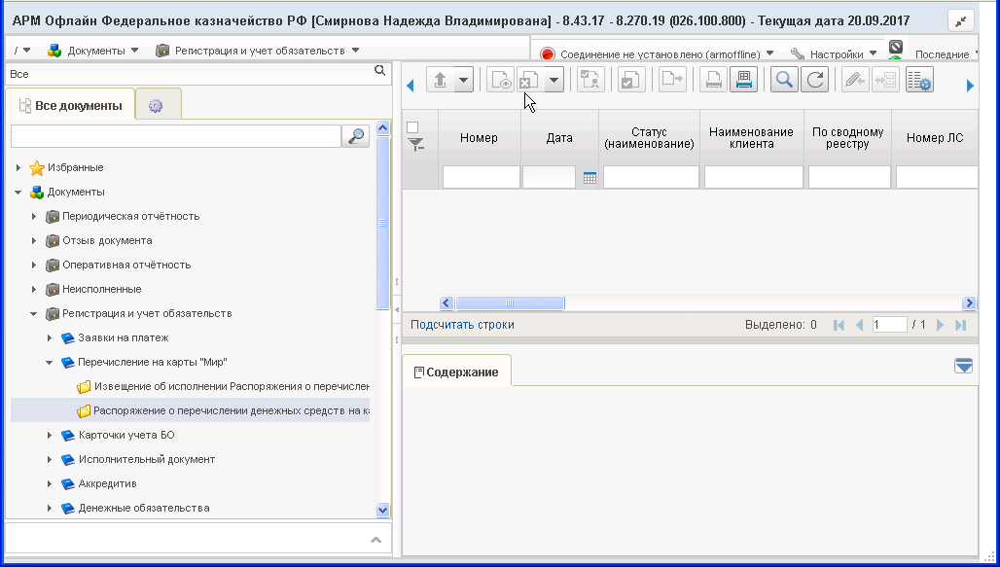 АРМ Офлайн Федеральное казначейство РФ [Смирнова Надежда Владимировна] - 8.43.17 - 8.270.19 (026.100.800) - Текущая дата 20.09.2017
/ Документы Регистрация и учет обязательств
Соединение не установлено (armoffline) Настройки Последние
Все
Все документы
Номер
Дата
Статус
(наименование)
Наименование
клиента
По сводному
реестру
Номер ЛС
Избранные
Документы
Периодическая отчётность
Отзыв документа
Оперативная отчётность
Неисполненные
Регистрация и учет обязательств
Заявки на платеж
Перечисление на карты "Мир"
Извещение об исполнении Распоряжения о перечислен
Распоряжение о перечислении денежных средств на ка
Карточки учета БО
Исполнительный документ
Аккредитив
Денежные обязательства
Подсчитать строки
Выделено: 0
1 / 1
Содержание